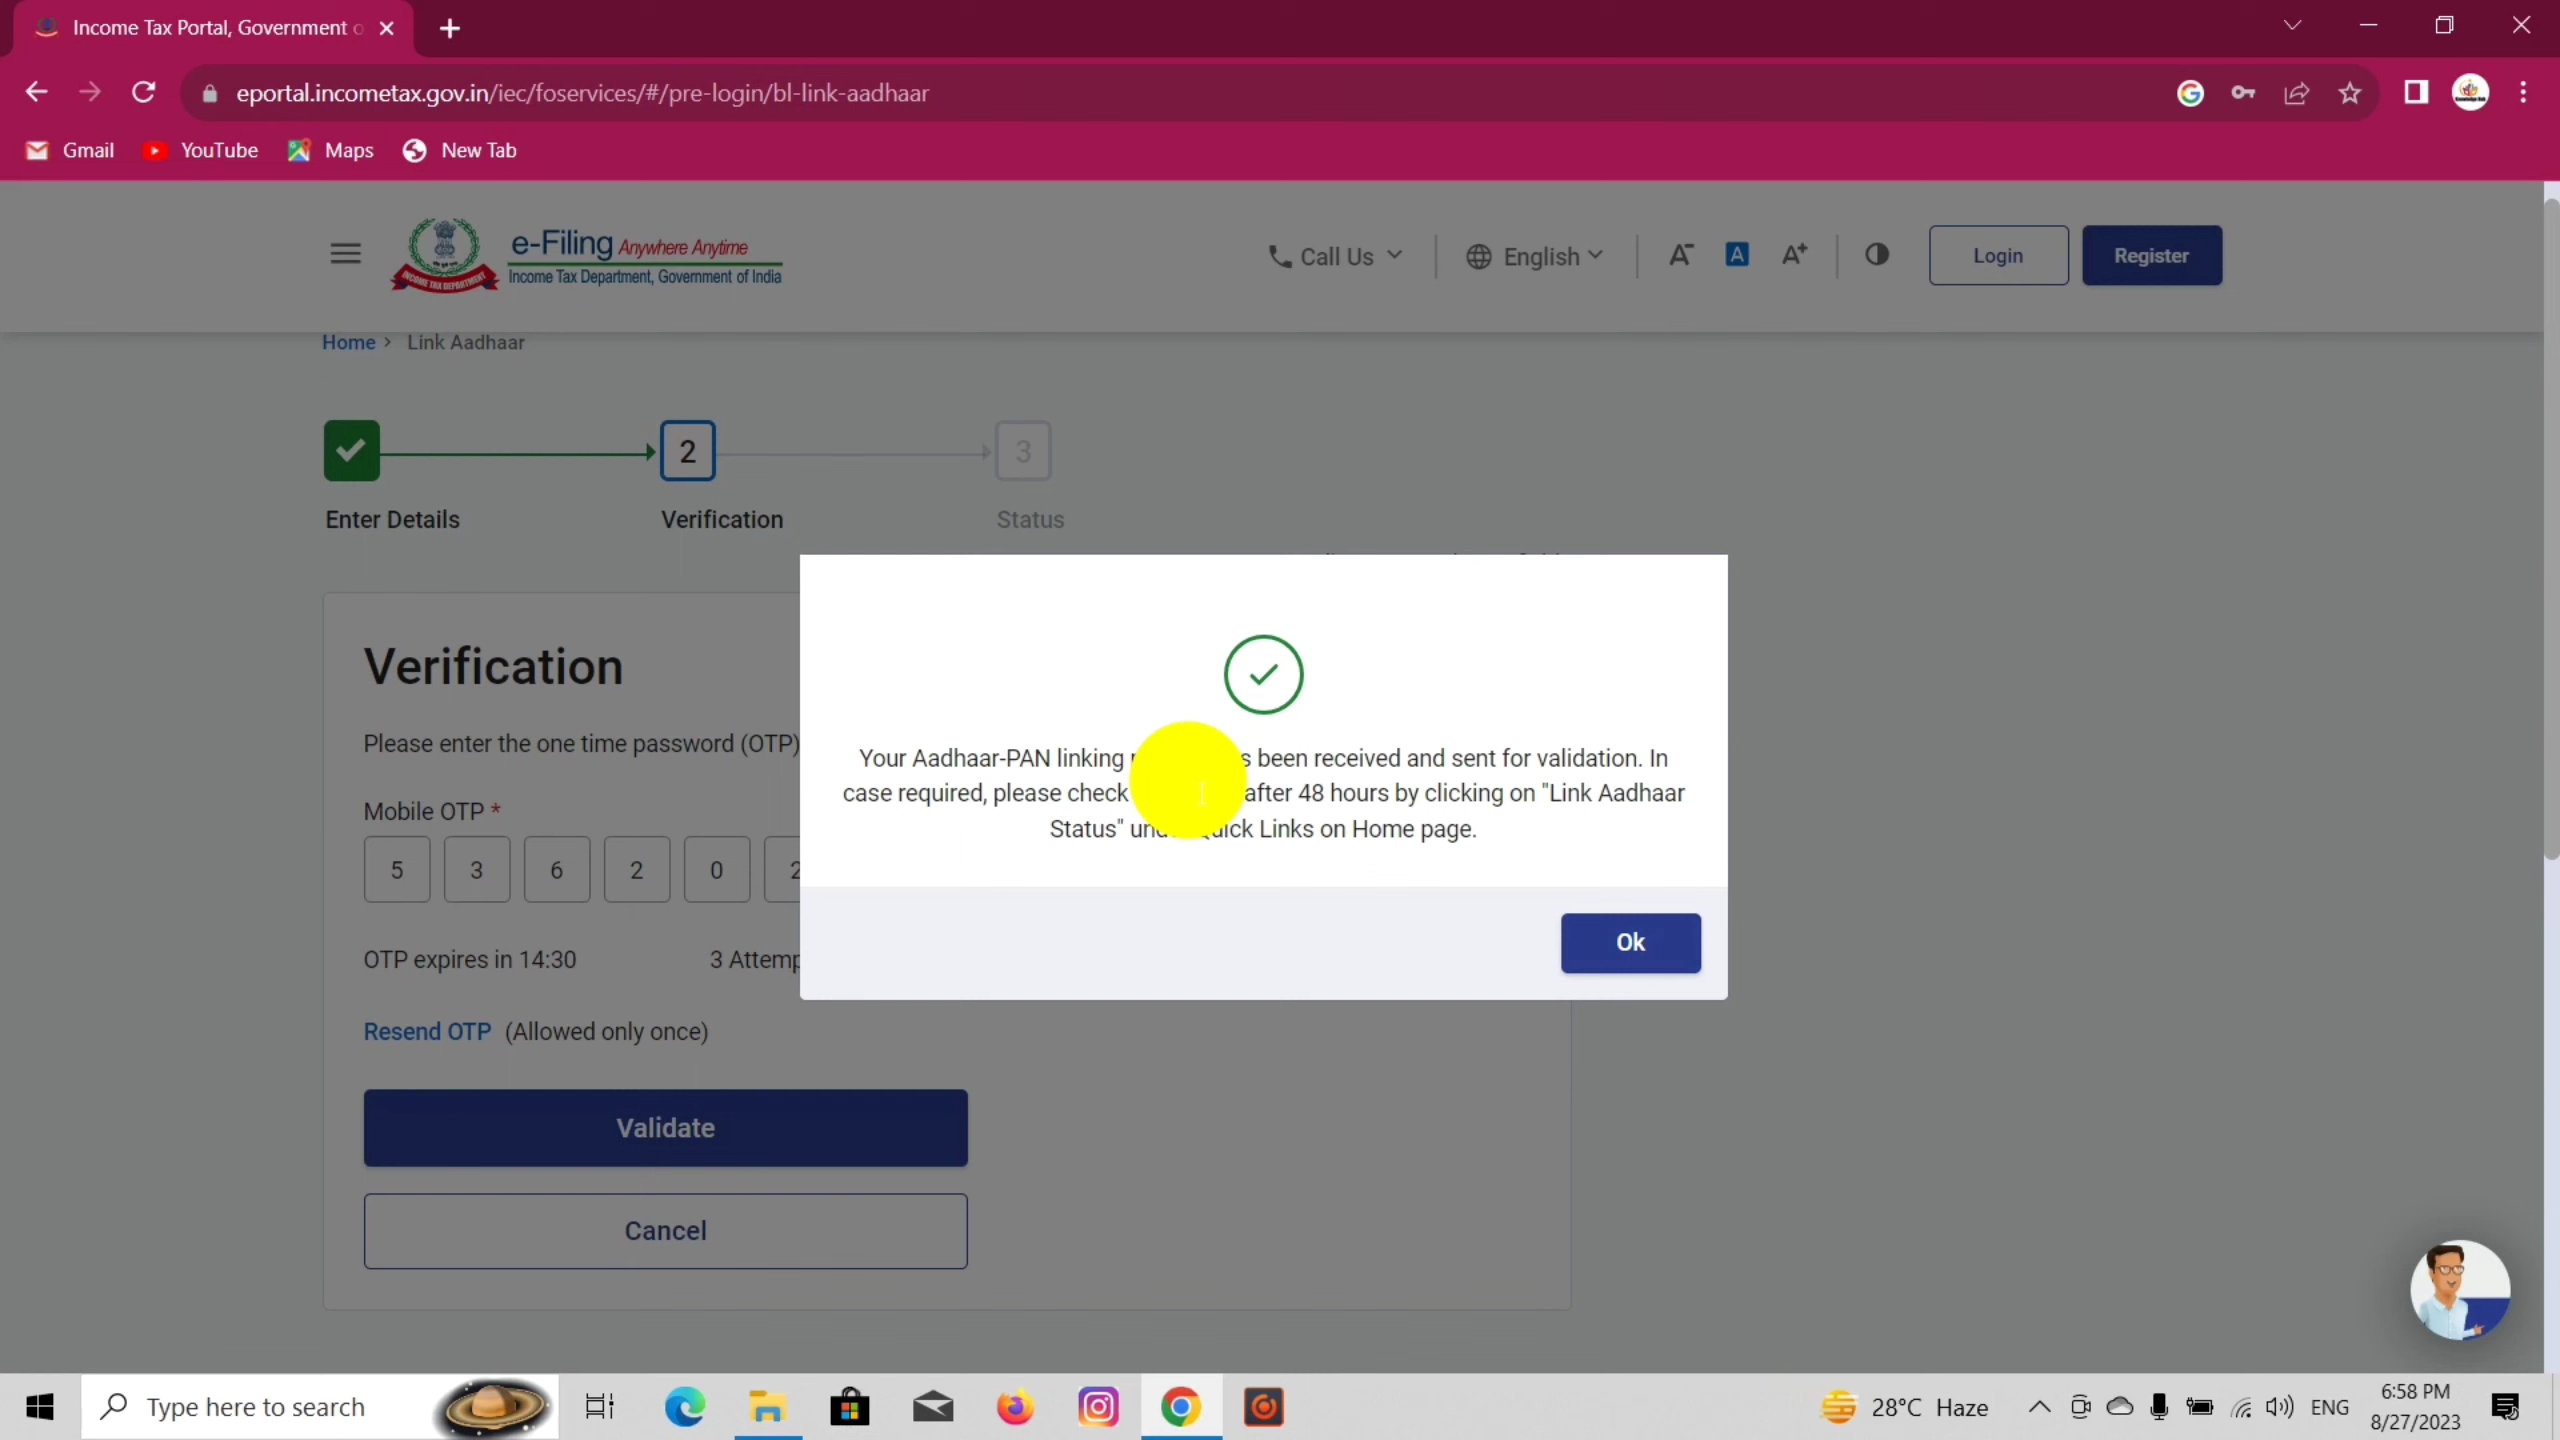 Income Tax Portal, Government o
eportal.incometax.gov.in/iec/foservices/#/pre-login/bl-link-aadhaar
Gmail YouTube Maps New Tab
e-Filing Anywhere Anytime
Income Tax Department, Government of India
INCOME TAX DEPARTMENT
Call Us English A- A A+ Login Register
Home > Link Aadhaar
2 3
Enter Details Verification Status
Verification
Please enter the one time password (OTP)
Mobile OTP *
5 3 6 2 0 2
OTP expires in 14:30 3 Attemp
Resend OTP (Allowed only once)
Validate
Cancel
Your Aadhaar-PAN linking been received and sent for validation. In
case required, please check after 48 hours by clicking on "Link Aadhaar
Status" Links on Home page.
Ok
Type here to search
28°C Haze ENG 6:58 PM
8/27/2023